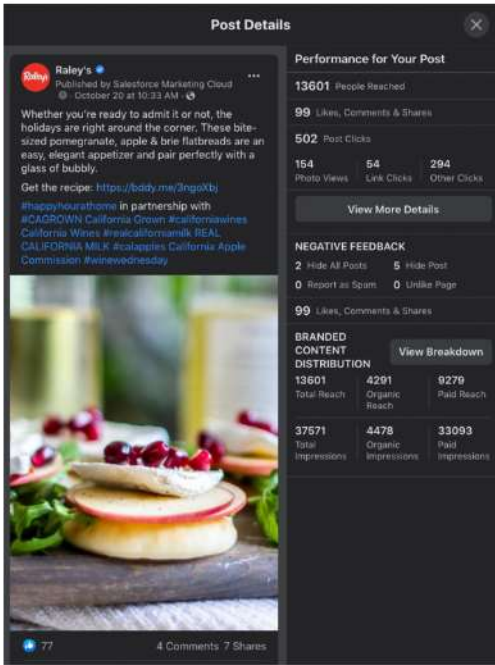 Post Details
Raley's
Raley's
Published by Salesforce Marketing Cloud
October 20 at 10:33 AM
Whether you're ready to admit it or not, the
holidays are right around the corner. These bite-
sized pomegranate, apple & brie flatbreads are an
easy, elegant appetizer and pair perfectly with a
glass of bubbly.
Get the recipe: https://bddy.me/3ngoXbj
#happyhourathome in partnership with
#CAGROWN California Grown #californiawines
California Wines #realcaliforniamilk REAL
CALIFORNIA MILK #calapples California Apple
Commission #winewednesday
77
4 Comments 7 Shares
Performance for Your Post
13601 People Reached
99 Likes, Comments & Shares
502 Post Clicks
154 54 294
Photo Views Link Clicks Other Clicks
View More Details
NEGATIVE FEEDBACK
2 Hide All Posts 5 Hide Post
0 Report as Spam 0 Unlike Page
99 Likes, Comments & Shares
BRANDED
CONTENT
DISTRIBUTION
View Breakdown
13601 4291 9279
Total Reach Organic Paid Reach
Reach
37571 4478 33093
Total Organic Paid
Impressions Impressions Impressions